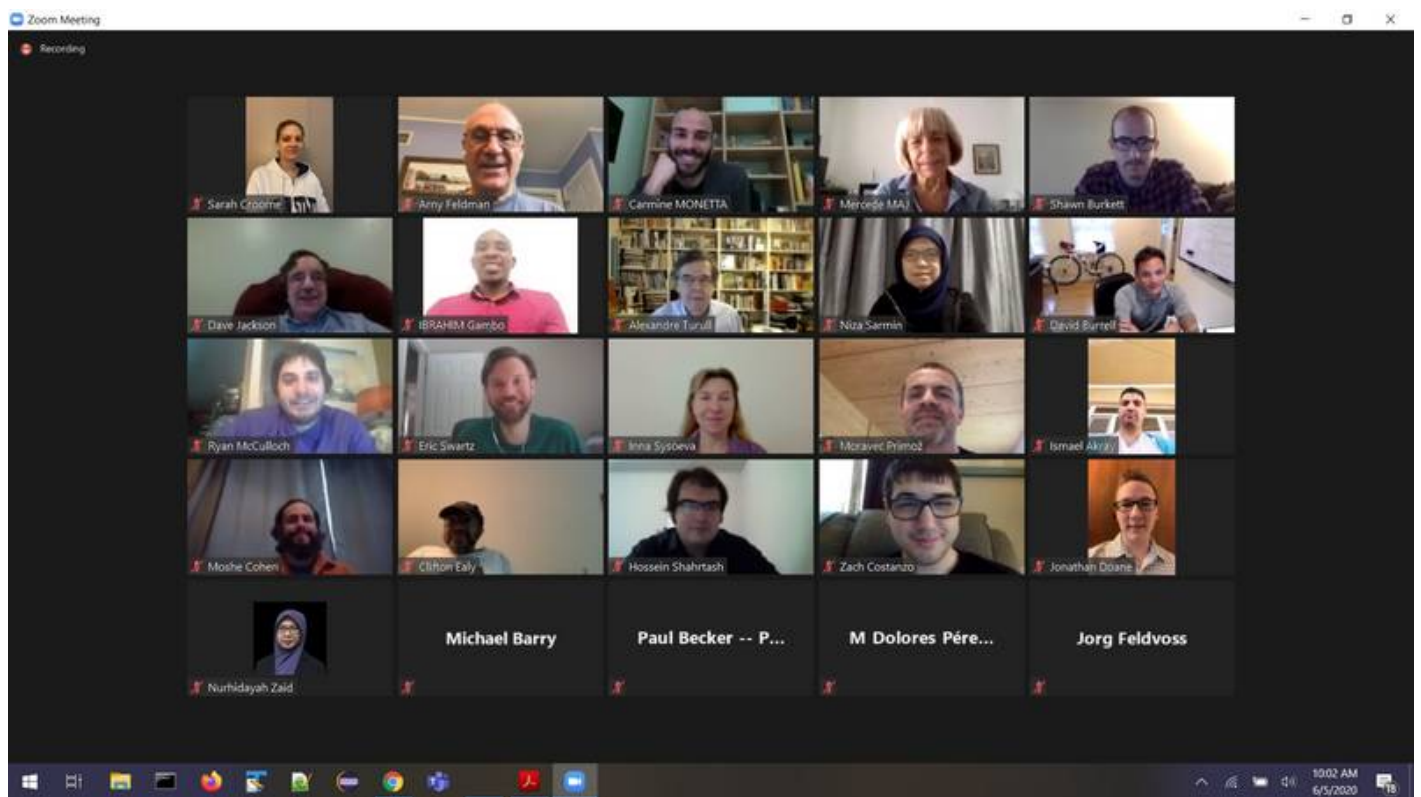 Zoom Meeting
Recording
Sarah Croome
Arny Feldman
Carmine MONETTA
Mercede MAJ
Shawn Burkett
Dave Jackson
IBRAHIM Gambo
Alexandre Turull
Niza Sarmin
David Burrell
Ryan McCulloch
Eric Swartz
Inna Sysoeva
Moravec Primož
Ismael Akray
Moshe Cohen
Clifton Ealy
Hossein Shahrtash
Zach Costanzo
Jonathan Doane
Michael Barry
Paul Becker -- P...
M Dolores Pére...
Jorg Feldvoss
Nurhidayah Zaid
10:02 AM
6/5/2020
18